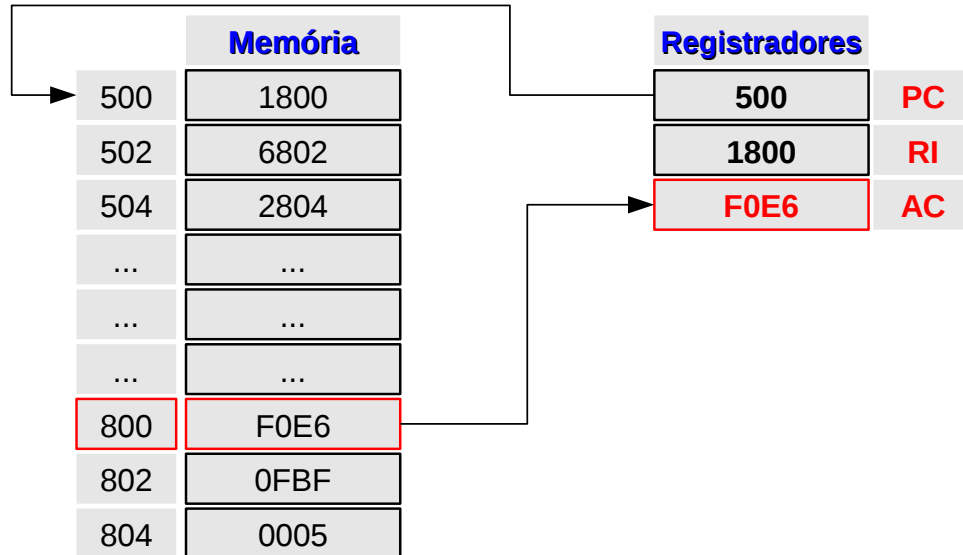 Memória Registradores
500 1800 500 PC
502 6802 1800 RI
504 2804 F0E6 AC
... ...
... ...
... ...
800 F0E6
802 0FBF
804 0005